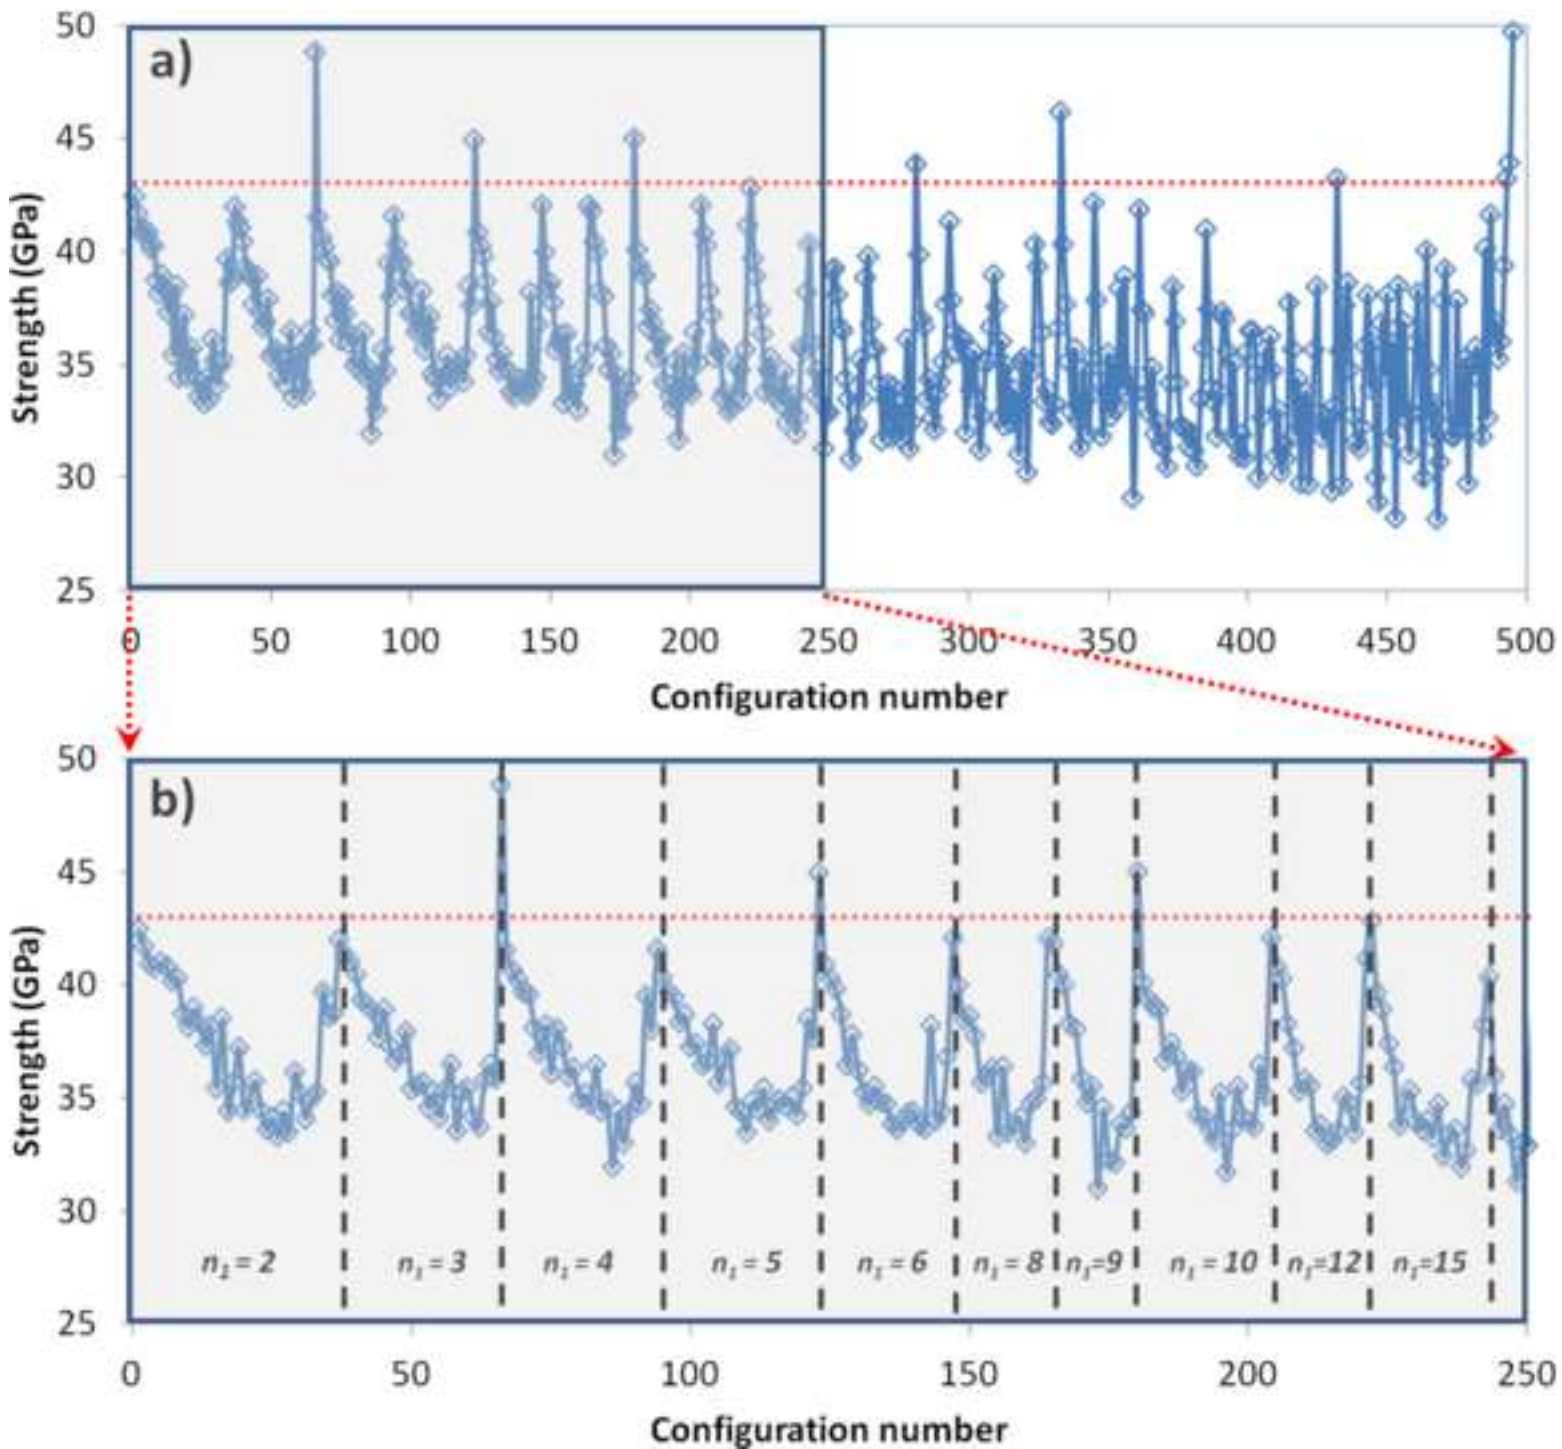 a)
50
45
40
35
30
25
Strength (GPa)
0 50 100 150 200 250 300 350 400 450 500
Configuration number
b)
50
45
40
35
30
25
Strength (GPa)
n₁ = 2 n₁ = 3 n₁ = 4 n₁ = 5 n₁ = 6 n₁ = 8 n₁=9 n₁ = 10 n₁=12 n₁=15
0 50 100 150 200 250
Configuration number